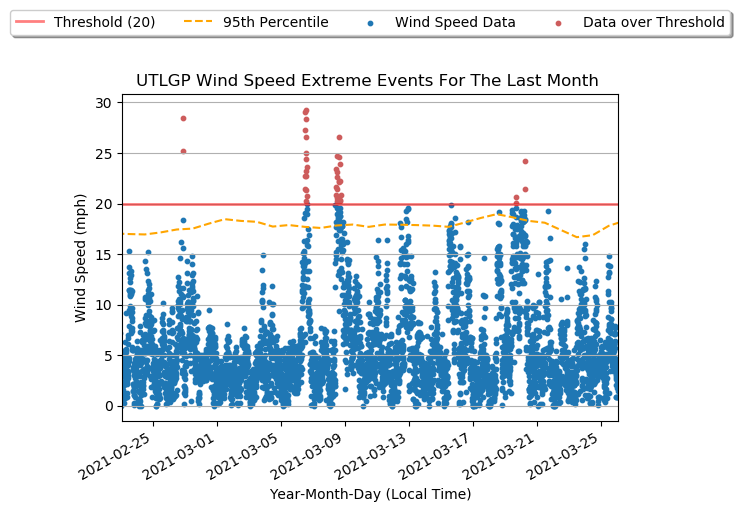 Threshold (20) 95th Percentile Wind Speed Data Data over Threshold
UTLGP Wind Speed Extreme Events For The Last Month
30
25
20
15
10
5
0
Wind Speed (mph)
2021-02-25 2021-03-01 2021-03-05 2021-03-09 2021-03-13 2021-03-17 2021-03-21 2021-03-25
Year-Month-Day (Local Time)